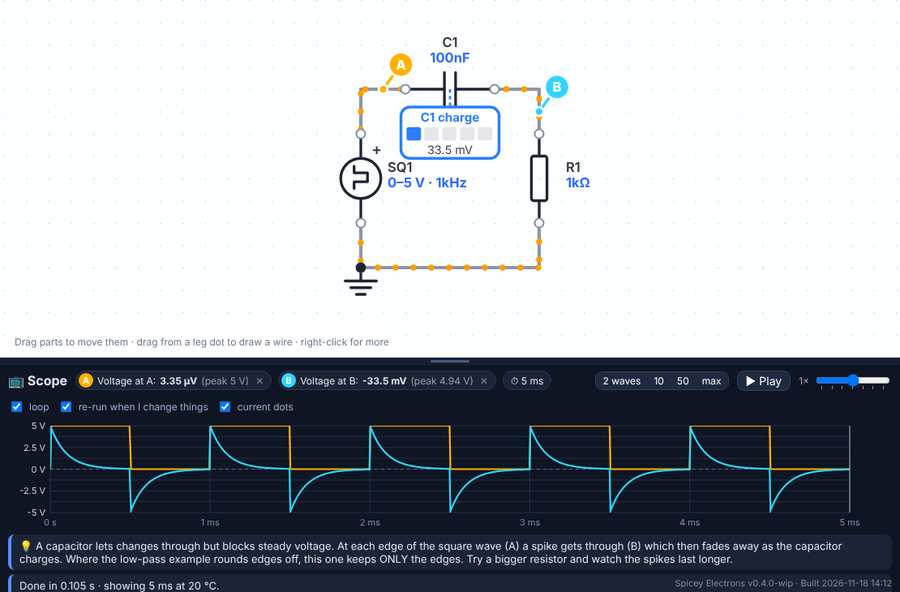 C1
100nF
A
B
C1 charge
33.5 mV
+
SQ1
0–5 V · 1kHz
R1
1kΩ
Drag parts to move them · drag from a leg dot to draw a wire · right-click for more
📺 Scope A Voltage at A: 3.35 µV (peak 5 V) × B Voltage at B: -33.5 mV (peak 4.94 V) × ⏱ 5 ms 2 waves 10 50 max ▶ Play 1×
loop re-run when I change things current dots
5 V
2.5 V
0 V
−2.5 V
−5 V
0 s 1 ms 2 ms 3 ms 4 ms 5 ms
💡 A capacitor lets changes through but blocks steady voltage. At each edge of the square wave (A) a spike gets through (B) which then fades away as the capacitor
charges. Where the low-pass example rounds edges off, this one keeps ONLY the edges. Try a bigger resistor and watch the spikes last longer.
Done in 0.105 s · showing 5 ms at 20 °C.
Spicey Electrons v0.4.0-wip · Built 2026-11-18 14:12